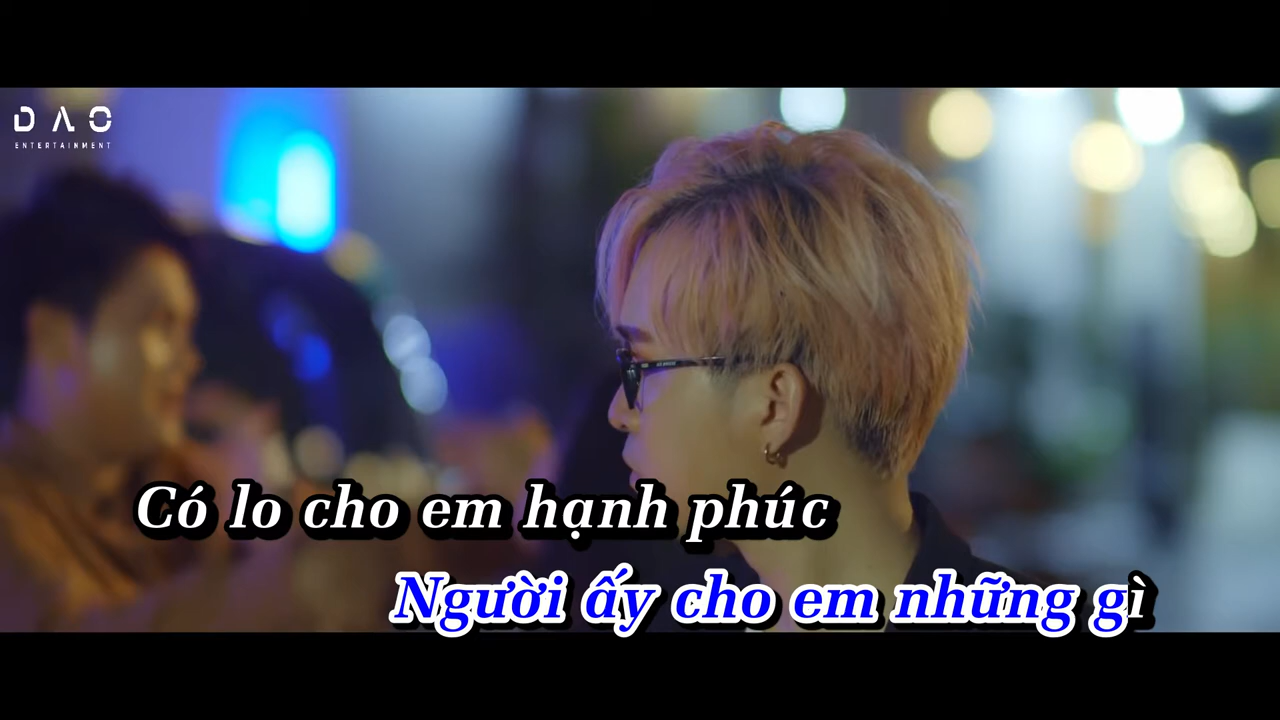 DAO
ENTERTAINMENT
Có lo cho em hạnh phúc
Người ấy cho em những gì